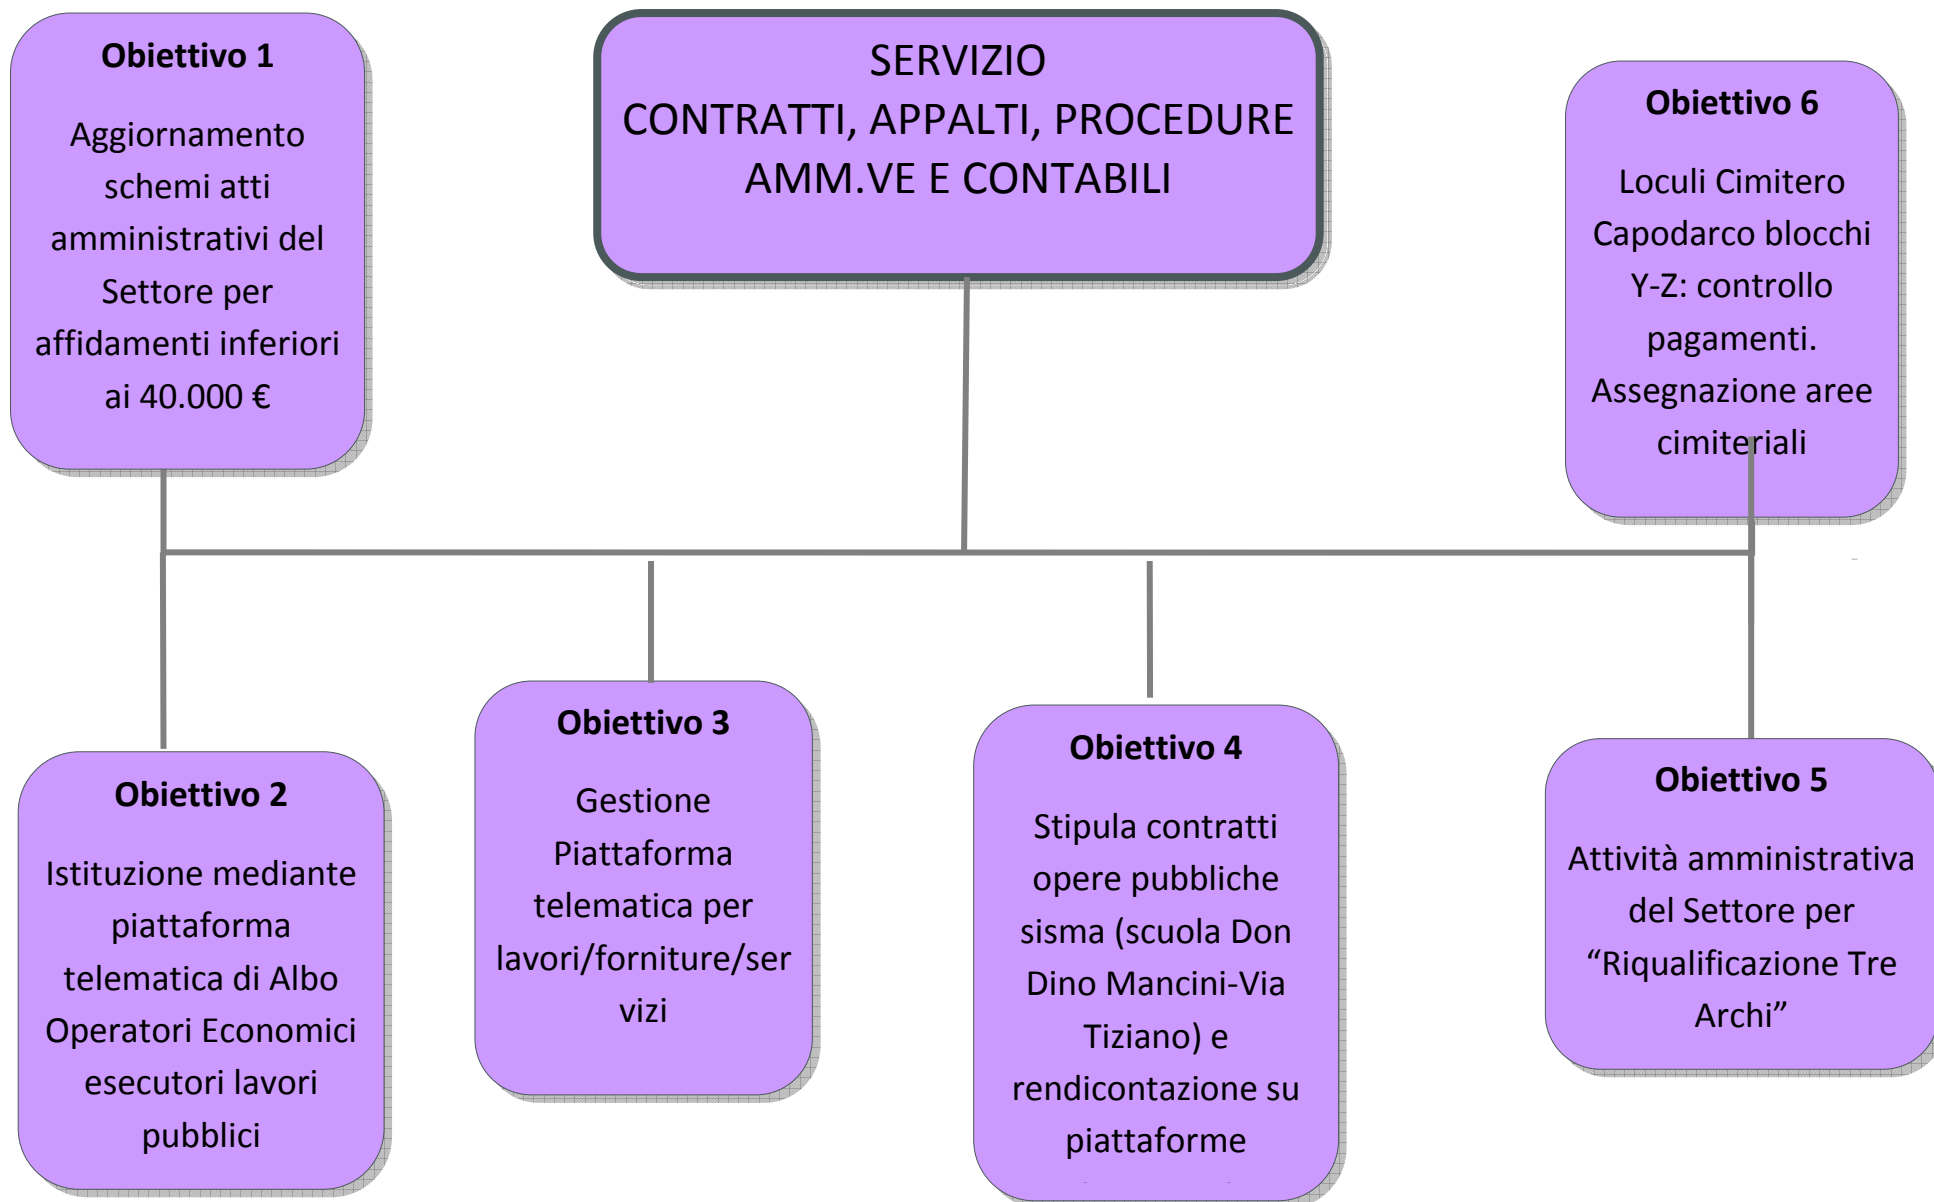 Obiettivo 1
Aggiornamento
schemi atti
amministrativi del
Settore per
affidamenti inferiori
ai 40.000 €
SERVIZIO
CONTRATTI, APPALTI, PROCEDURE
AMM.VE E CONTABILI
Obiettivo 6
Loculi Cimitero
Capodarco blocchi
Y-Z: controllo
pagamenti.
Assegnazione aree
cimiteriali
Obiettivo 2
Istituzione mediante
piattaforma
telematica di Albo
Operatori Economici
esecutori lavori
pubblici
Obiettivo 3
Gestione
Piattaforma
telematica per
lavori/forniture/ser
vizi
Obiettivo 4
Stipula contratti
opere pubbliche
sisma (scuola Don
Dino Mancini-Via
Tiziano) e
rendicontazione su
piattaforme
Obiettivo 5
Attività amministrativa
del Settore per
“Riqualificazione Tre
Archi”